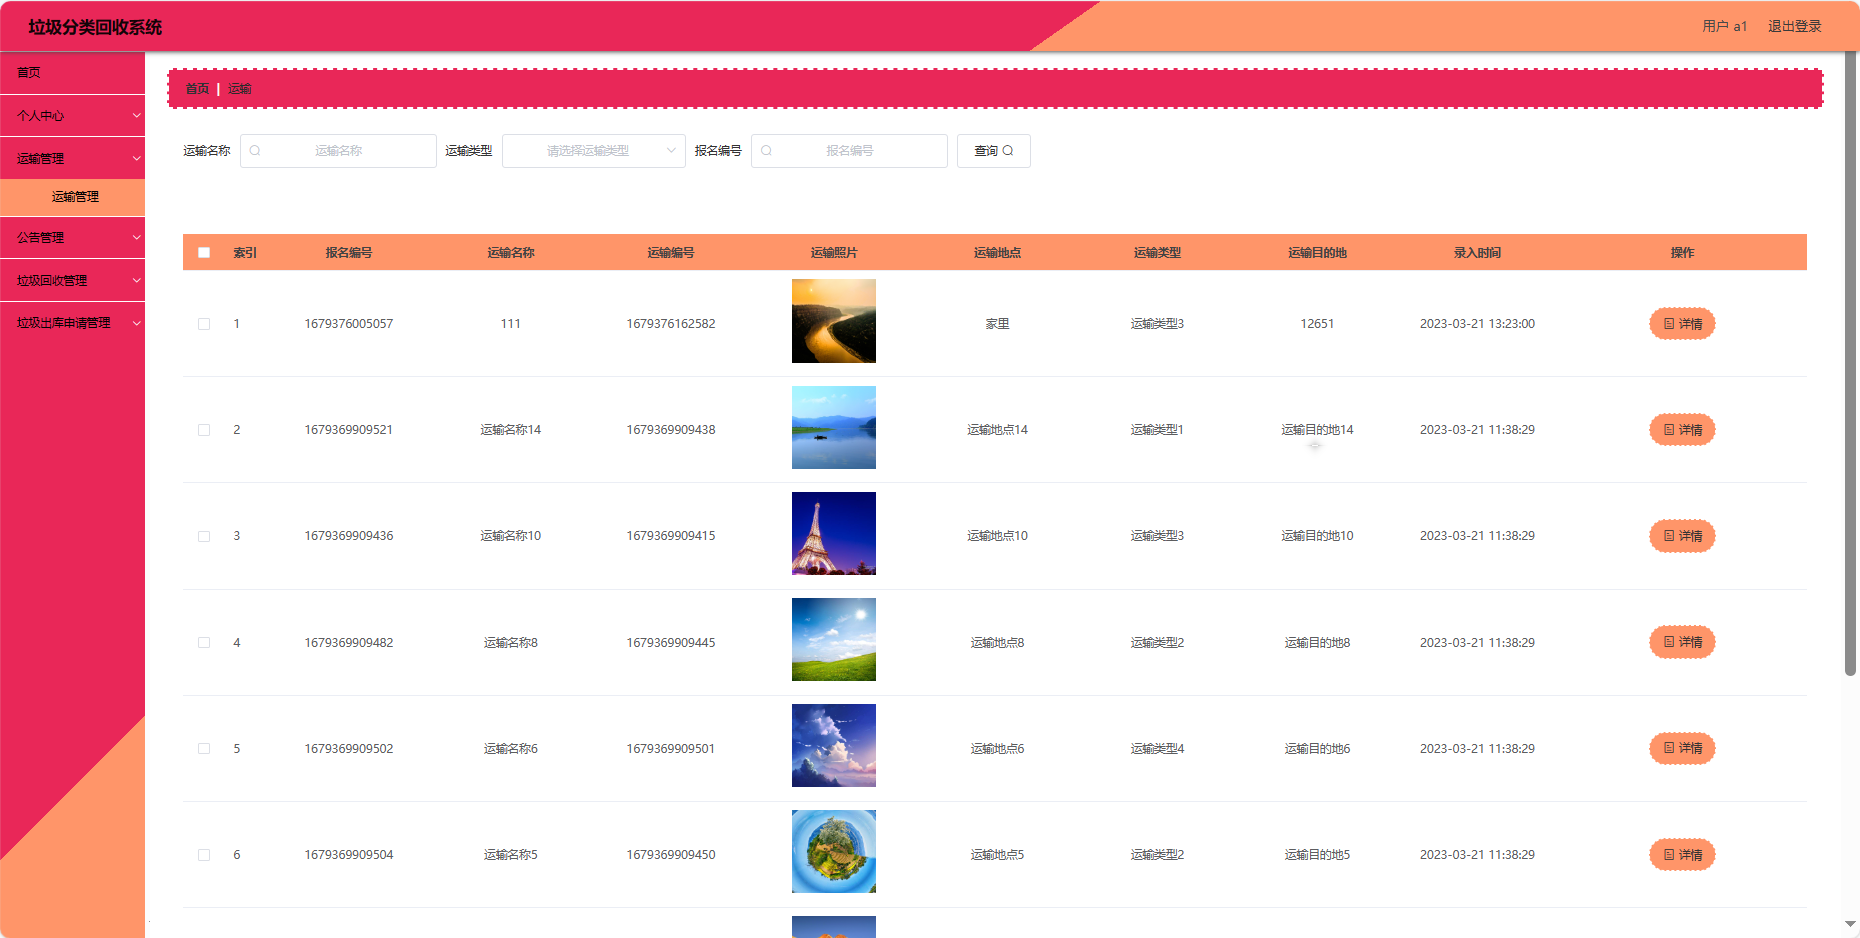 垃圾分类回收系统
用户 a1 退出登录
首页
个人中心
运输管理
运输管理
公告管理
垃圾回收管理
垃圾出库申请管理
首页 | 运输
运输名称 运输名称 运输类型 请选择运输类型 报名编号 报名编号 查询
索引 报名编号 运输名称 运输编号 运输照片 运输地点 运输类型 运输目的地 录入时间 操作
1 1679376005057 111 1679376162582 家里 运输类型3 12651 2023-03-21 13:23:00 详情
2 1679369909521 运输名称14 1679369909438 运输地点14 运输类型1 运输目的地14 2023-03-21 11:38:29 详情
3 1679369909436 运输名称10 1679369909415 运输地点10 运输类型3 运输目的地10 2023-03-21 11:38:29 详情
4 1679369909482 运输名称8 1679369909445 运输地点8 运输类型2 运输目的地8 2023-03-21 11:38:29 详情
5 1679369909502 运输名称6 1679369909501 运输地点6 运输类型4 运输目的地6 2023-03-21 11:38:29 详情
6 1679369909504 运输名称5 1679369909450 运输地点5 运输类型2 运输目的地5 2023-03-21 11:38:29 详情